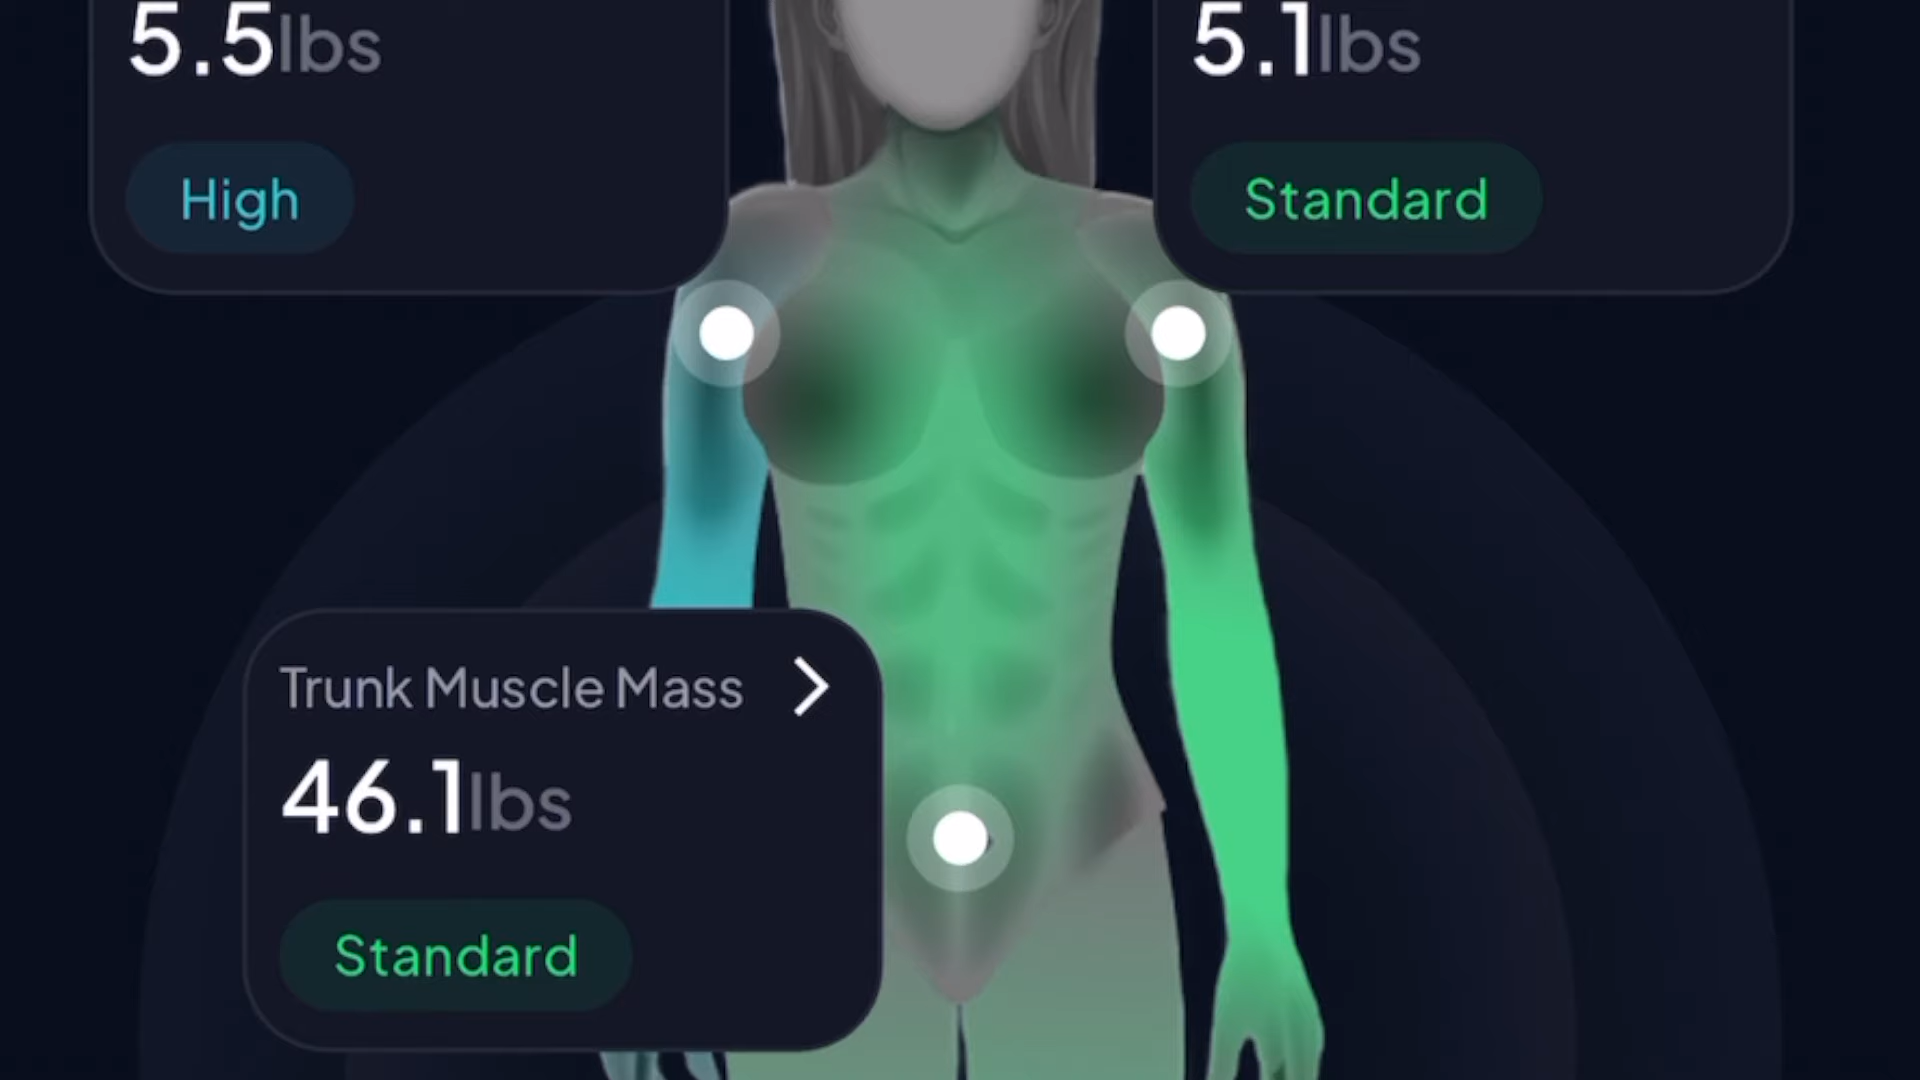 5.5lbs
High
5.1lbs
Standard
Trunk Muscle Mass
46.1lbs
Standard